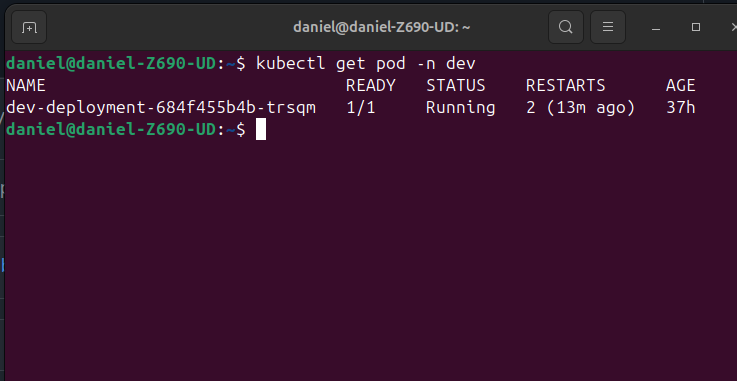 daniel@daniel-Z690-UD: ~
daniel@daniel-Z690-UD:~$ kubectl get pod -n dev
NAME READY STATUS RESTARTS AGE
dev-deployment-684f455b4b-trsqm 1/1 Running 2 (13m ago) 37h
daniel@daniel-Z690-UD:~$